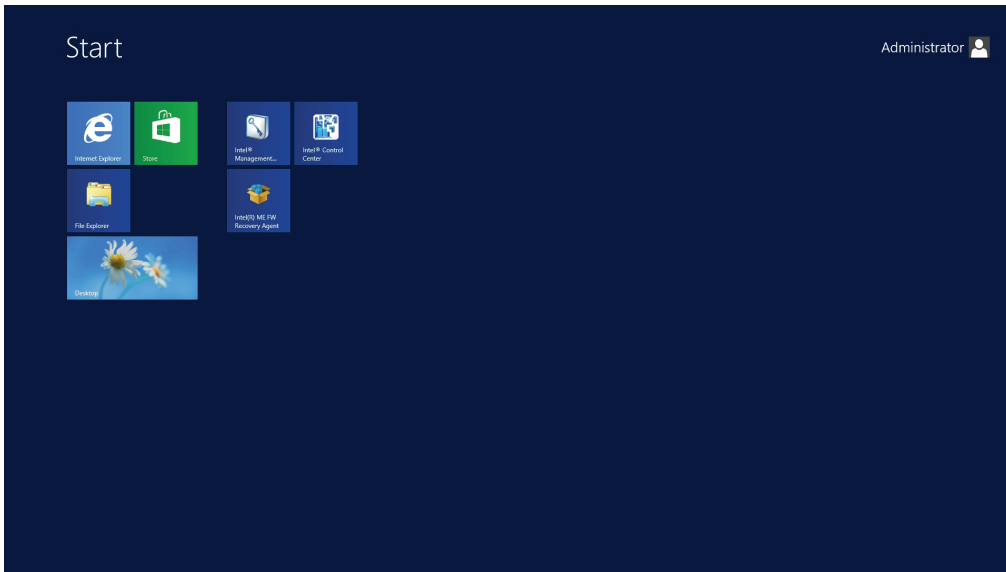 Start
Administrator
Internet Explorer
Store
Intel®
Management...
Intel® Control
Center
File Explorer
Intel(R) ME FW
Recovery Agent
Desktop